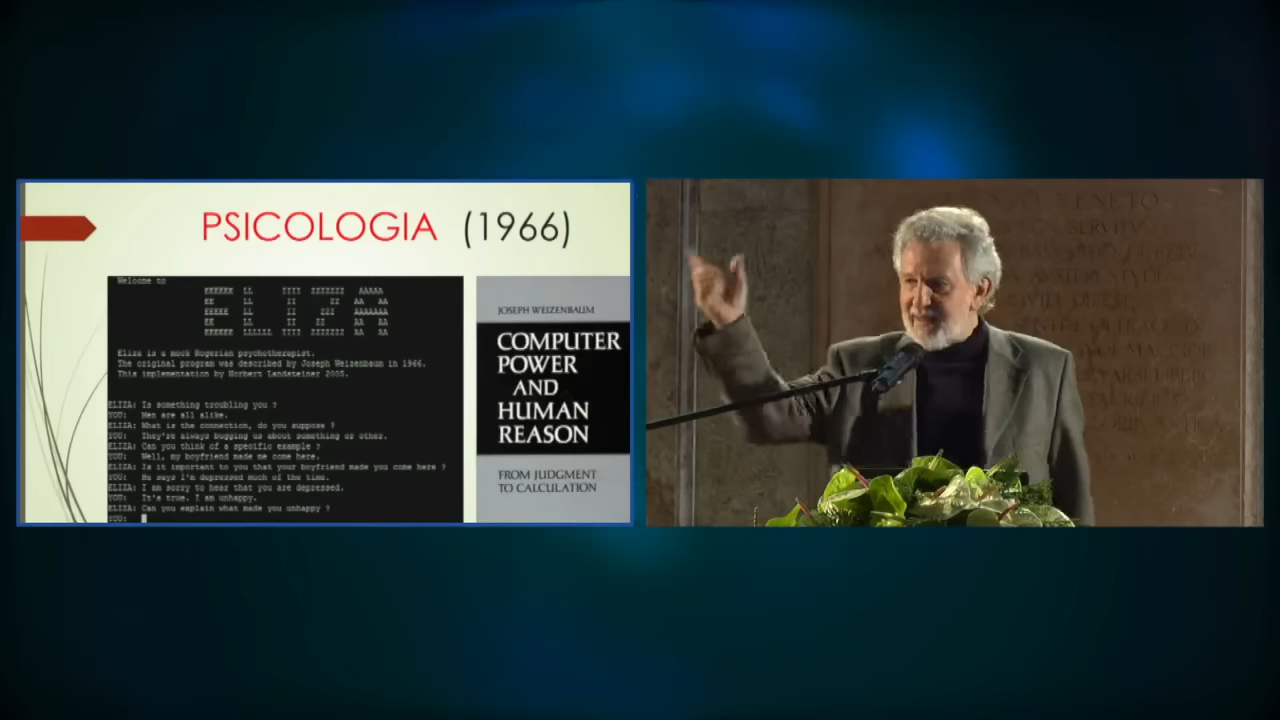 PSICOLOGIA (1966)
Welcome to
ELIZA
Eliza is a mock Rogerian psychotherapist.
The original program was described by Joseph Weizenbaum in 1966.
This implementation by Norbert Landsteiner 2005.
ELIZA: Is something troubling you ?
YOU: Men are all alike.
ELIZA: What is the connection, do you suppose ?
YOU: They're always bugging us about something or other.
ELIZA: Can you think of a specific example ?
YOU: Well, my boyfriend made me come here.
ELIZA: Is it important to you that your boyfriend made you come here ?
YOU: He says I'm depressed much of the time.
ELIZA: I am sorry to hear that you are depressed.
YOU: It's true. I am unhappy.
ELIZA: Can you explain what made you unhappy ?
YOU:
JOSEPH WEIZENBAUM
COMPUTER
POWER
AND
HUMAN
REASON
FROM JUDGMENT
TO CALCULATION
VENETO